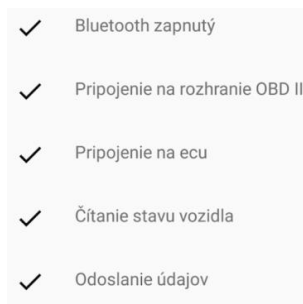 Bluetooth zapnutý
Pripojenie na rozhranie OBD II
Pripojenie na ecu
Čítanie stavu vozidla
Odoslanie údajov